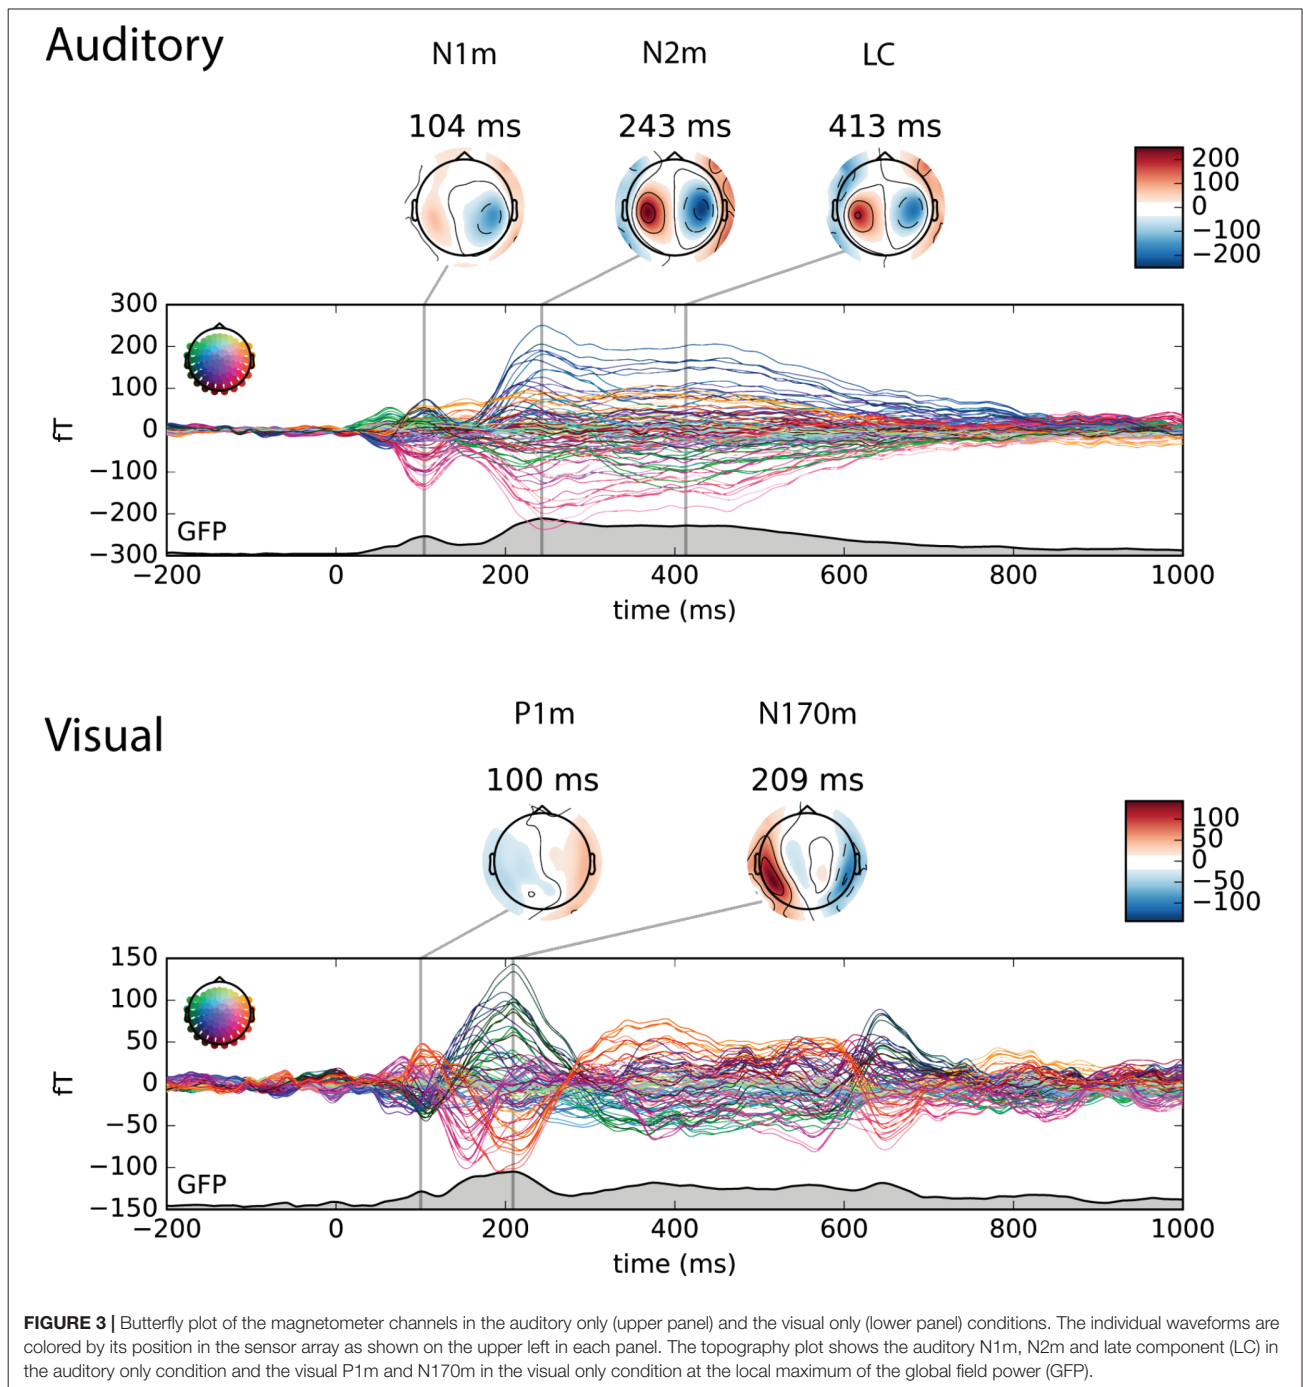 Auditory
N1m N2m LC
104 ms 243 ms 413 ms
200
100
0
−100
−200
300
200
100
0
−100
−200
−300
fT
GFP
−200 0 200 400 600 800 1000
time (ms)
Visual
P1m N170m
100 ms 209 ms
100
50
0
−50
−100
150
100
50
0
−50
−100
−150
fT
GFP
−200 0 200 400 600 800 1000
time (ms)
FIGURE 3 | Butterfly plot of the magnetometer channels in the auditory only (upper panel) and the visual only (lower panel) conditions. The individual waveforms are
colored by its position in the sensor array as shown on the upper left in each panel. The topography plot shows the auditory N1m, N2m and late component (LC) in
the auditory only condition and the visual P1m and N170m in the visual only condition at the local maximum of the global field power (GFP).